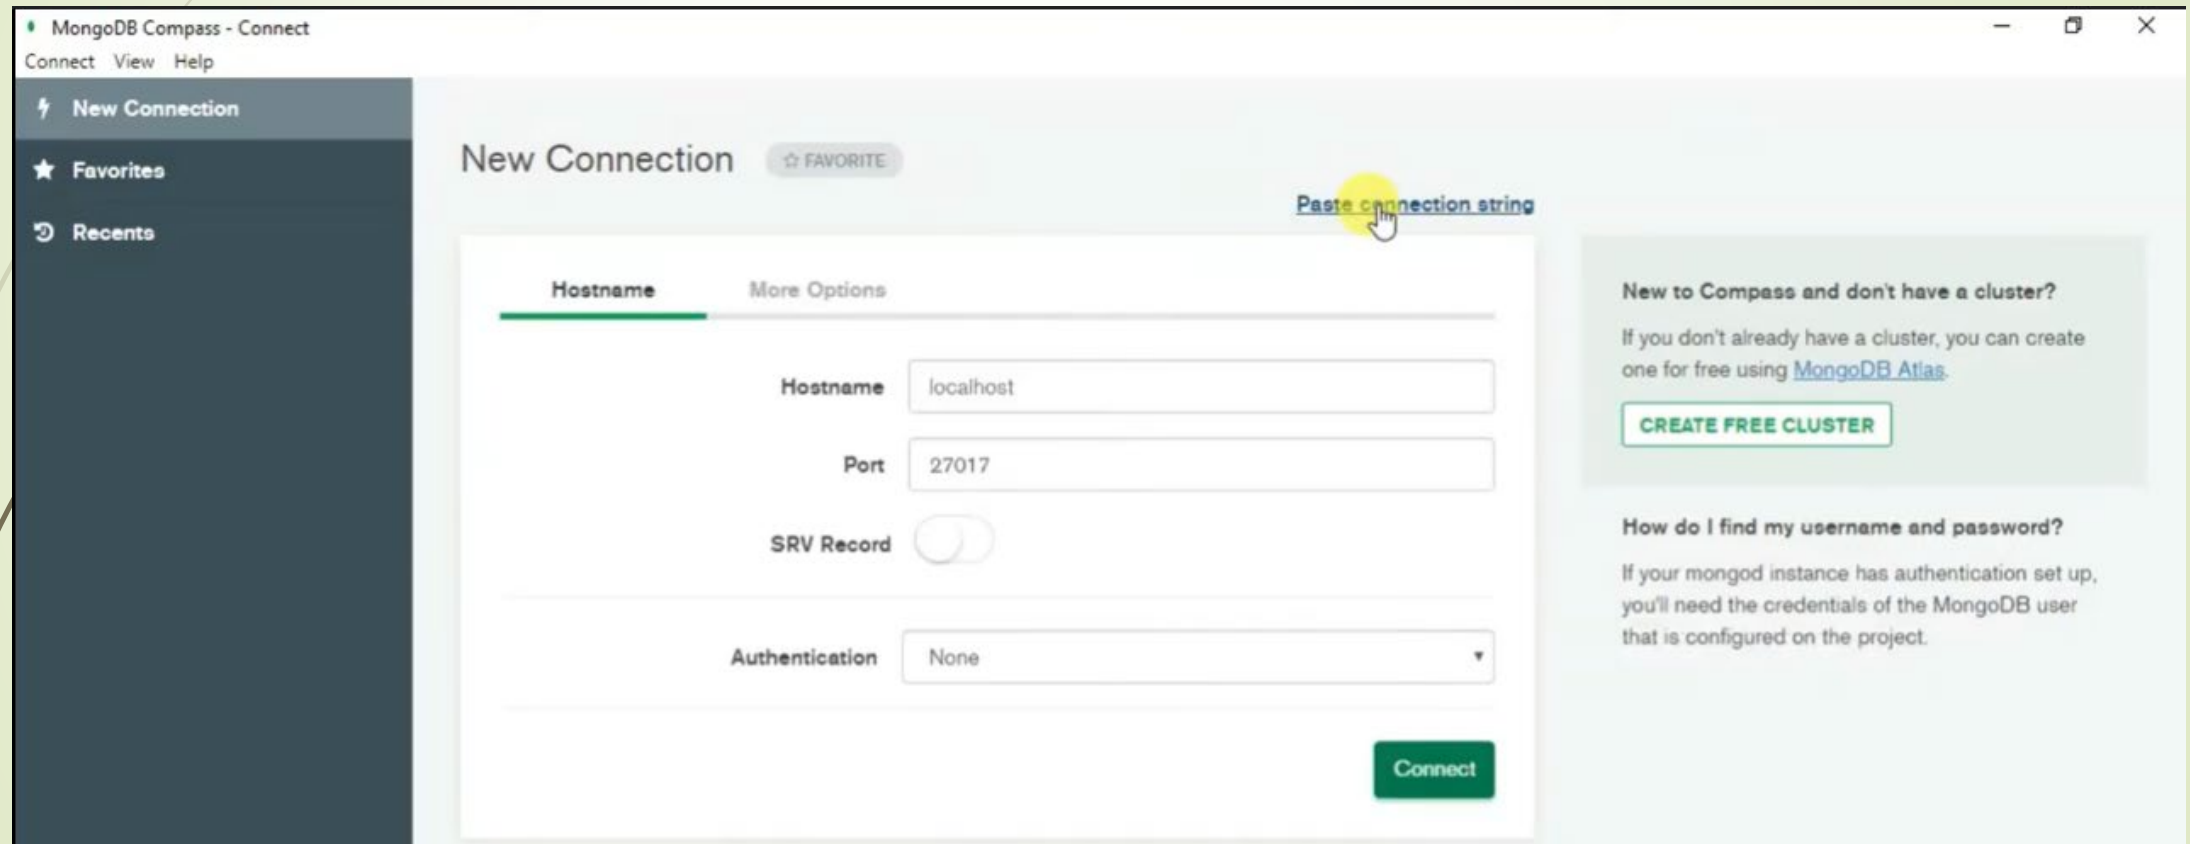 MongoDB Compass - Connect
Connect View Help
New Connection
Favorites
Recents
New Connection
FAVORITE
Paste connection string
Hostname
More Options
Hostname
localhost
Port
27017
SRV Record
Authentication
None
Connect
New to Compass and don't have a cluster?
If you don't already have a cluster, you can create
one for free using MongoDB Atlas.
CREATE FREE CLUSTER
How do I find my username and password?
If your mongod instance has authentication set up,
you'll need the credentials of the MongoDB user
that is configured on the project.